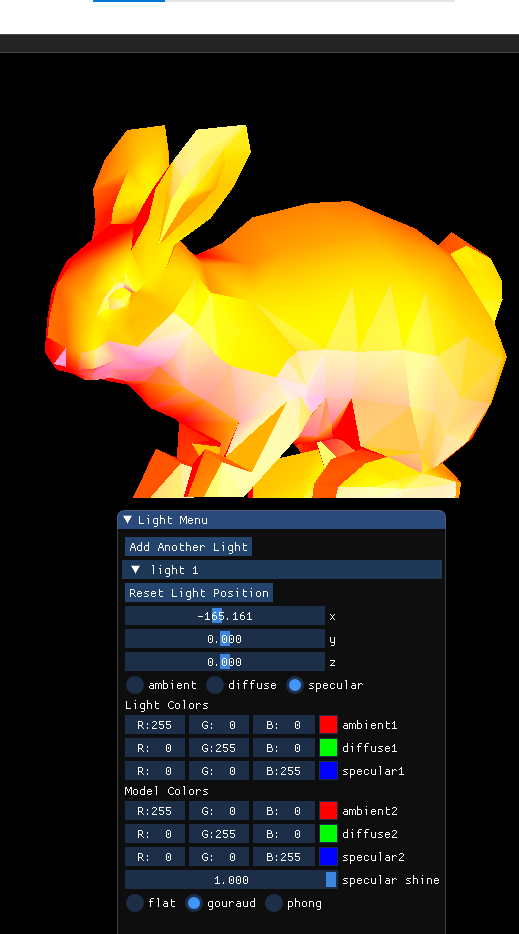 Light Menu
Add Another Light
light 1
Reset Light Position
-165.161 x
0.000 y
0.000 z
ambient diffuse specular
Light Colors
R:255 G: 0 B: 0 ambient1
R: 0 G:255 B: 0 diffuse1
R: 0 G: 0 B:255 specular1
Model Colors
R:255 G: 0 B: 0 ambient2
R: 0 G:255 B: 0 diffuse2
R: 0 G: 0 B:255 specular2
1.000 specular shine
flat gouraud phong